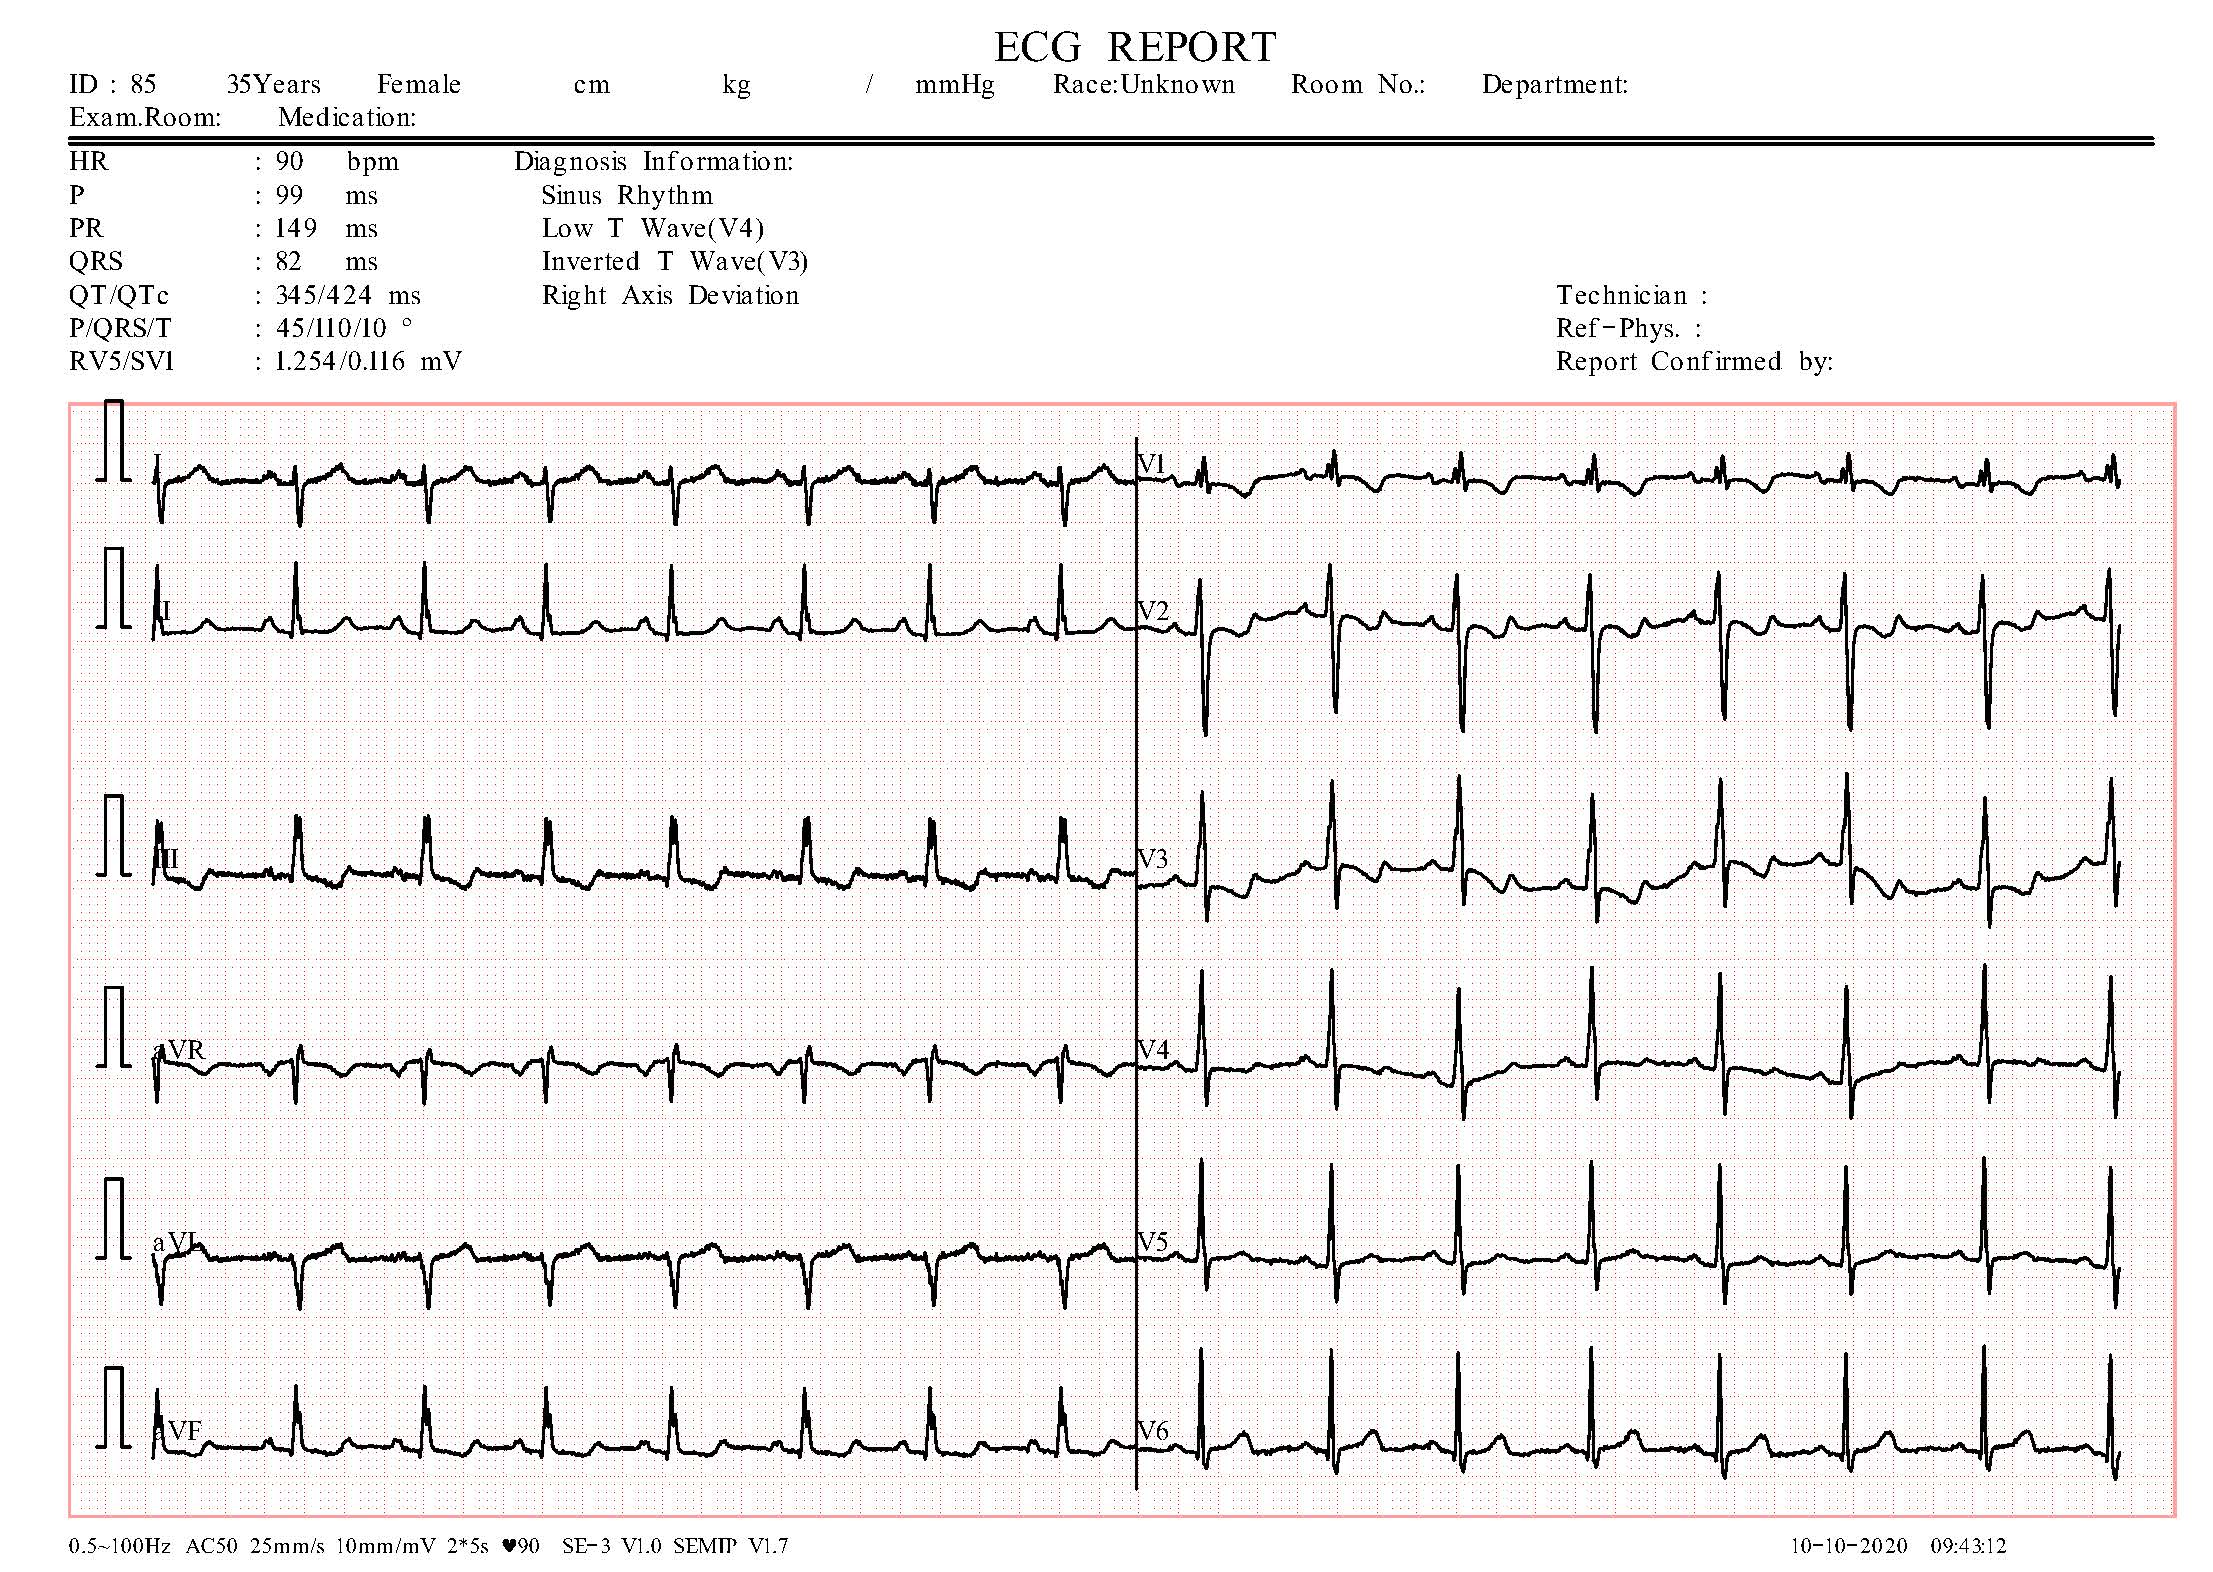 ECG REPORT
ID : 85 35Years Female cm kg / mmHg Race:Unknown Room No.: Department:
Exam.Room: Medication:
HR : 90 bpm Diagnosis Information:
P : 99 ms Sinus Rhythm
PR : 149 ms Low T Wave(V4)
QRS : 82 ms Inverted T Wave(V3)
QT/QTc : 345/424 ms Right Axis Deviation Technician :
P/QRS/T : 45/110/10 ° Ref-Phys. :
RV5/SV1 : 1.254/0.116 mV Report Confirmed by:
I V1
II V2
III V3
aVR V4
aVL V5
aVF V6
0.5~100Hz AC50 25mm/s 10mm/mV 2*5s ♥90 SE-3 V1.0 SEMIP V1.7 10-10-2020 09:43:12